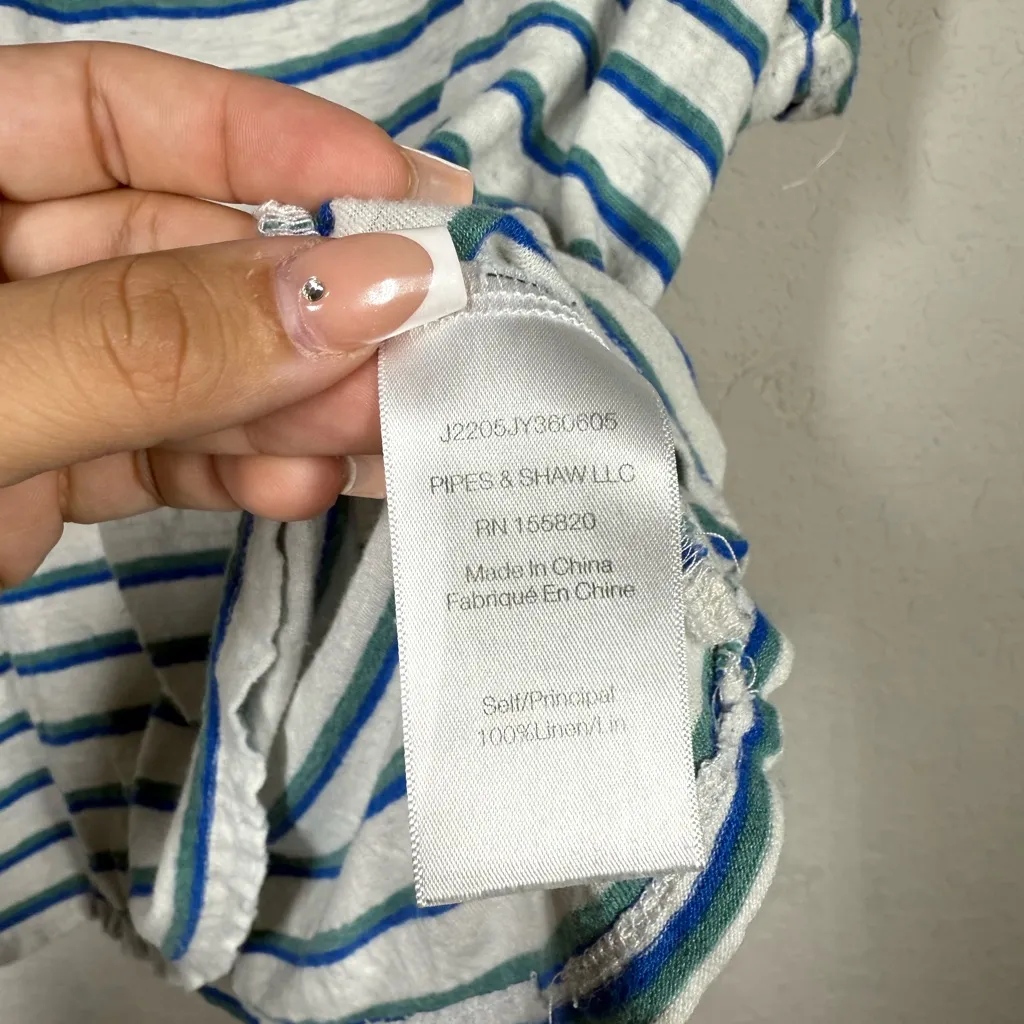 J2205JY360605
PIPES & SHAW LLC
RN 155820
Made In China
Fabriqué En Chine
Self/Principal
100%Linen/Lin